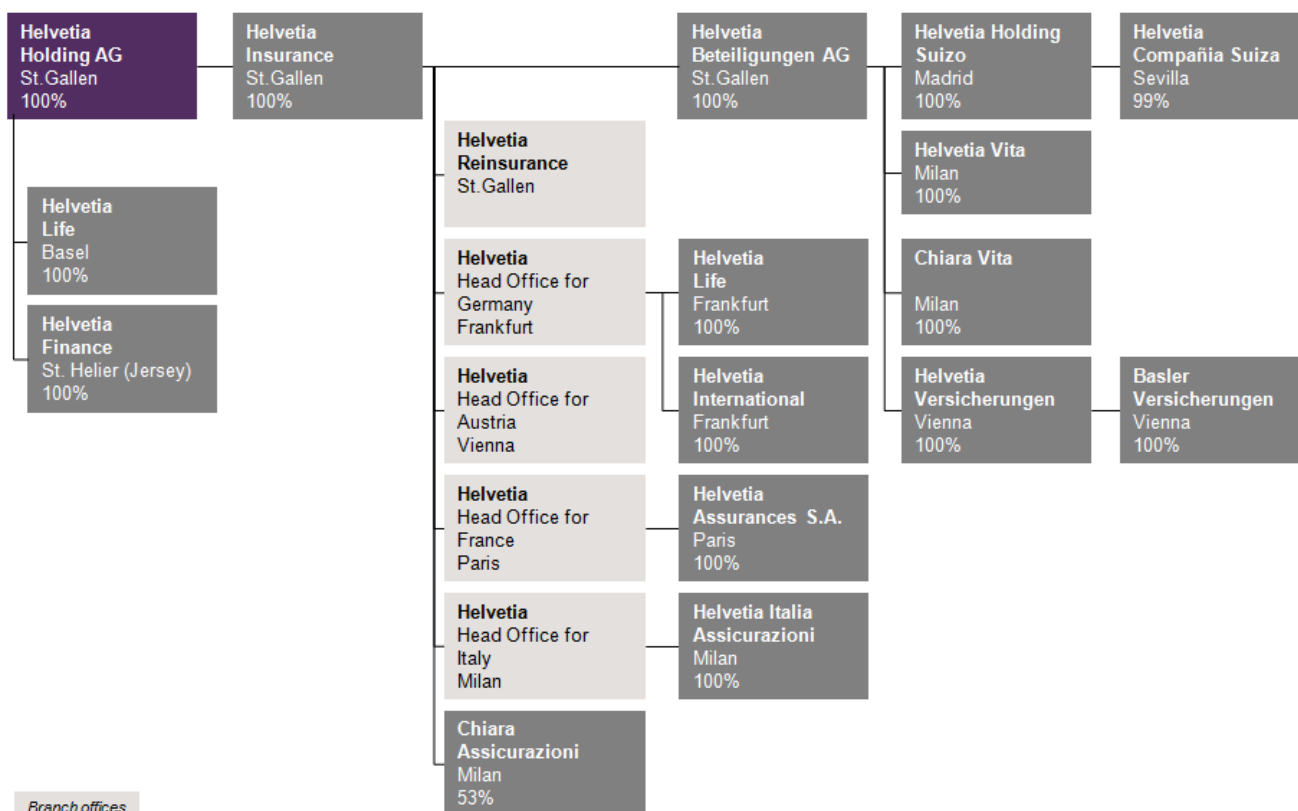 Helvetia
Holding AG
St.Gallen
100%
Helvetia
Insurance
St.Gallen
100%
Helvetia
Beteiligungen AG
St.Gallen
100%
Helvetia Holding
Suizo
Madrid
100%
Helvetia
Compañia Suiza
Sevilla
99%
Helvetia
Reinsurance
St.Gallen
Helvetia Vita
Milan
100%
Helvetia
Life
Basel
100%
Helvetia
Head Office for
Germany
Frankfurt
Helvetia
Life
Frankfurt
100%
Chiara Vita
Milan
100%
Helvetia
Finance
St. Helier (Jersey)
100%
Helvetia
Head Office for
Austria
Vienna
Helvetia
International
Frankfurt
100%
Helvetia
Versicherungen
Vienna
100%
Basler
Versicherungen
Vienna
100%
Helvetia
Head Office for
France
Paris
Helvetia
Assurances S.A.
Paris
100%
Helvetia
Head Office for
Italy
Milan
Helvetia Italia
Assicurazioni
Milan
100%
Chiara
Assicurazioni
Milan
53%
Branch offices